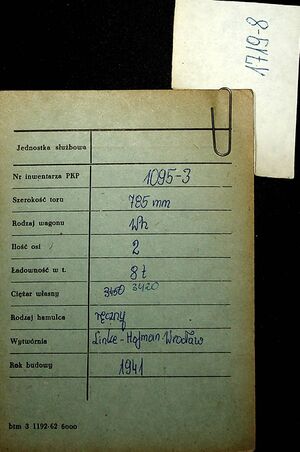 1719-8
Jednostka służbowa
Nr inwentarza PKP 1095-3
Szerokość toru 785 mm
Rodzaj wagonu Wh
Ilość osi 2
Ładowność w t. 8 t
Ciężar własny 3450 3420
Rodzaj hamulca ręczny
Wytwórnia Linke-Hofman Wrocław
Rok budowy 1941
bzm 3 1192-62 6000